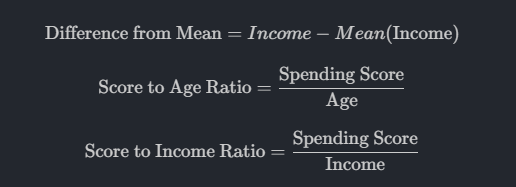 Difference from Mean = Income − Mean(Income)
Score to Age Ratio = Spending Score / Age
Score to Income Ratio = Spending Score / Income